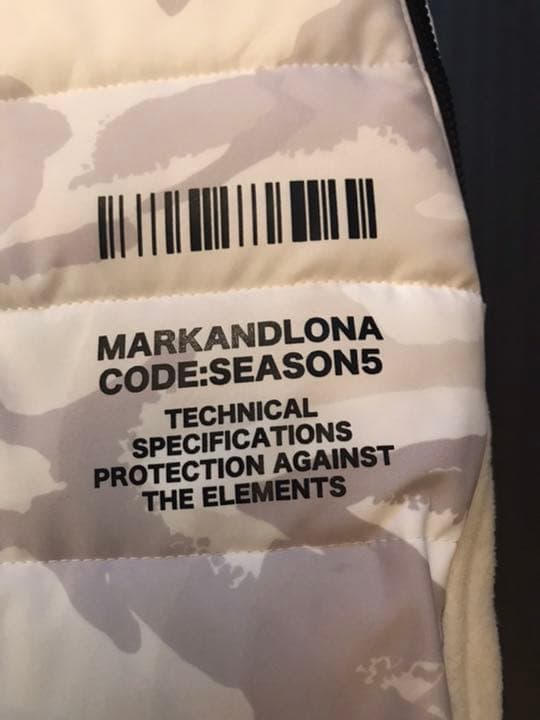 MARKANDLONA
CODE:SEASON5
TECHNICAL
SPECIFICATIONS
PROTECTION AGAINST
THE ELEMENTS